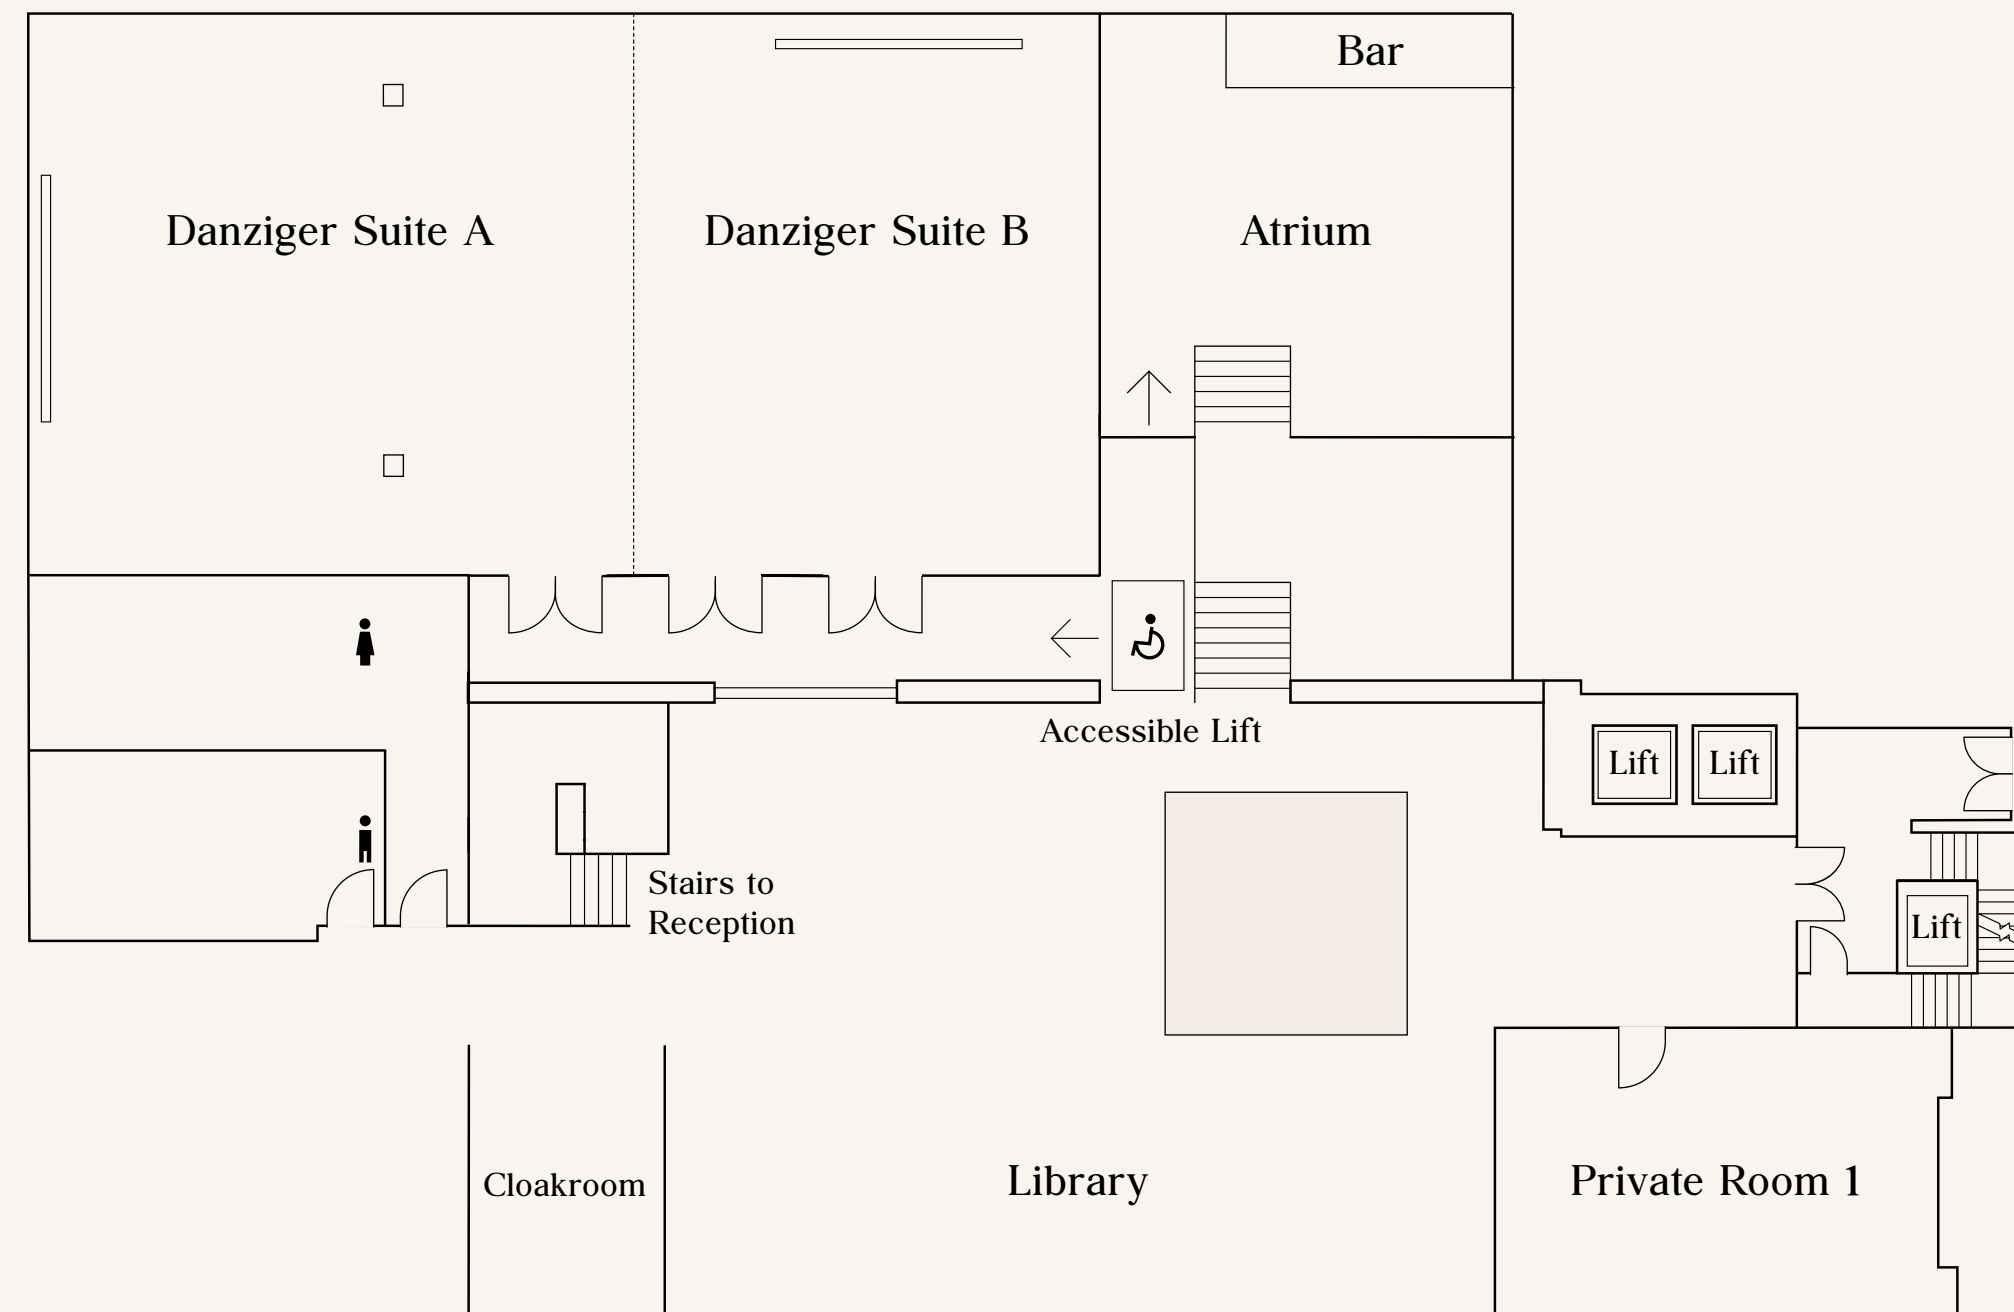 Bar
Danziger Suite A
Danziger Suite B
Atrium
Accessible Lift
Lift
Lift
Stairs to
Reception
Lift
Cloakroom
Library
Private Room 1